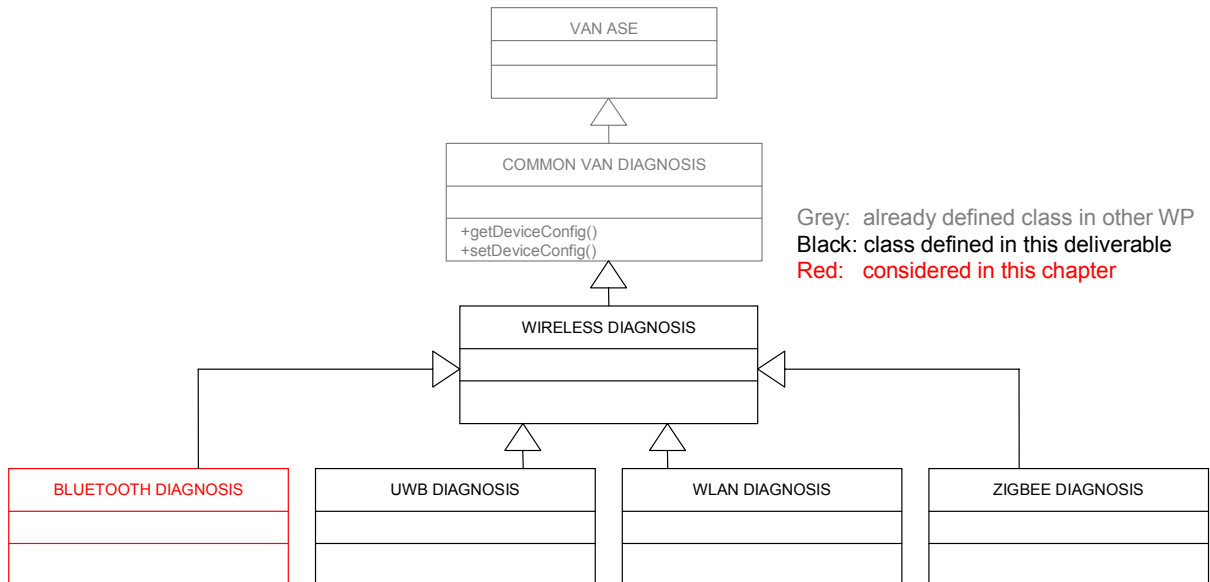 VAN ASE
COMMON VAN DIAGNOSIS
+getDeviceConfig()
+setDeviceConfig()
Grey: already defined class in other WP
Black: class defined in this deliverable
Red: considered in this chapter
WIRELESS DIAGNOSIS
BLUETOOTH DIAGNOSIS
UWB DIAGNOSIS
WLAN DIAGNOSIS
ZIGBEE DIAGNOSIS